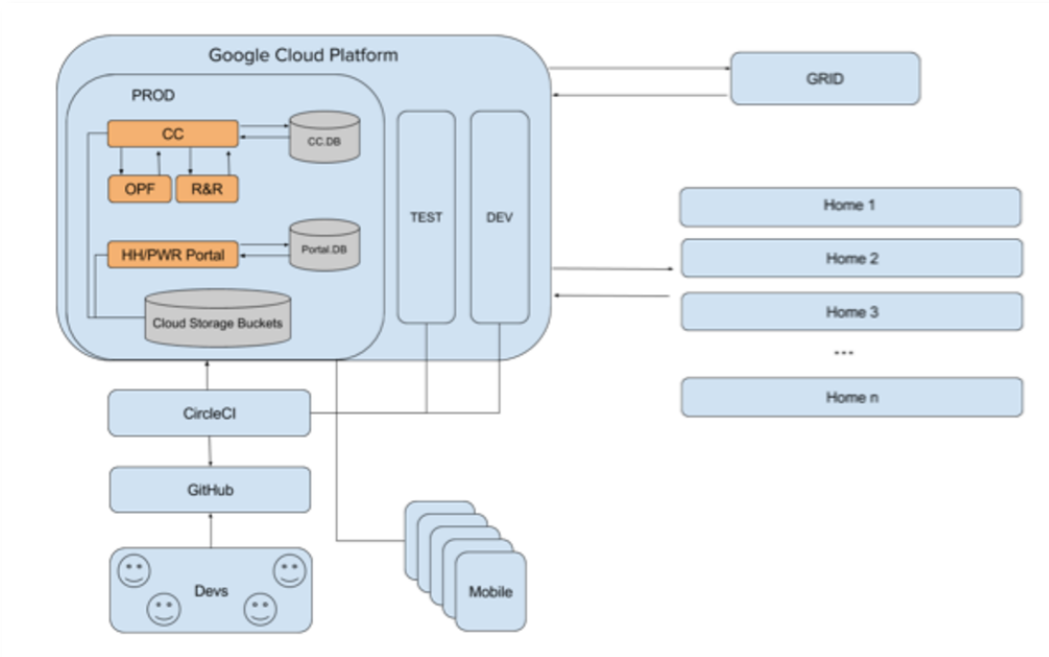 Google Cloud Platform
PROD
CC
CC.DB
OPF
R&R
HH/PWR Portal
Portal.DB
Cloud Storage Buckets
TEST
DEV
GRID
Home 1
Home 2
Home 3
...
Home n
CircleCI
GitHub
Devs
Mobile